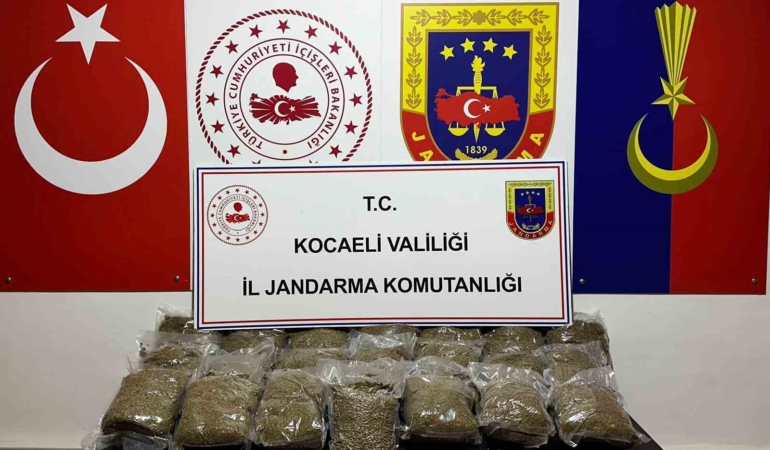 TÜRKİYE CUMHURİYETİ İÇİŞLERİ BAKANLIĞI
1839
T.C.
KOCAELİ VALİLİĞİ
İL JANDARMA KOMUTANLIĞI
JANDARMA